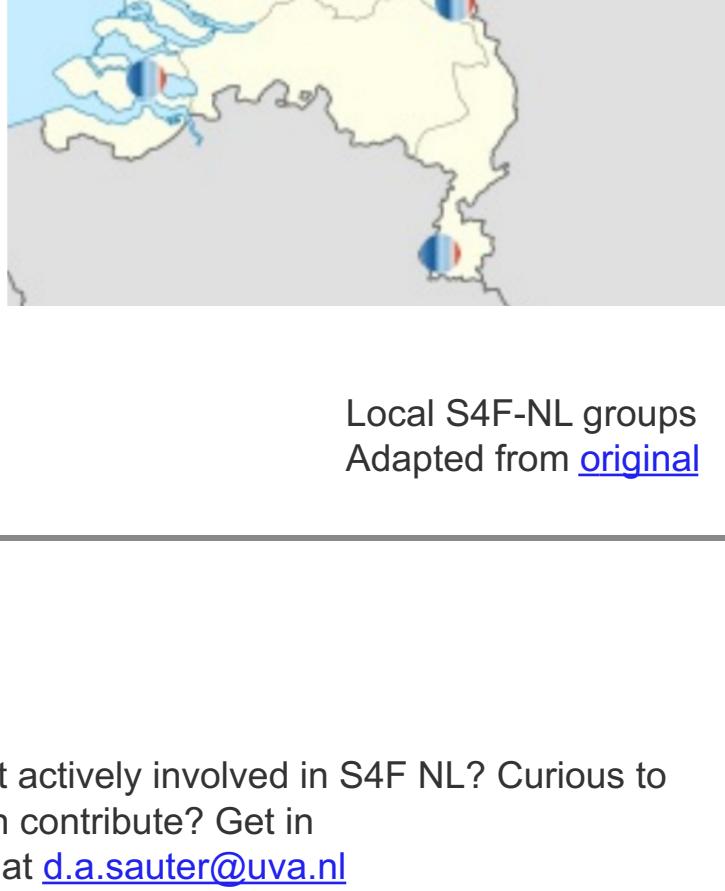 Local S4F-NL groups
Adapted from original
t actively involved in S4F NL? Curious to
n contribute? Get in
at d.a.sauter@uva.nl